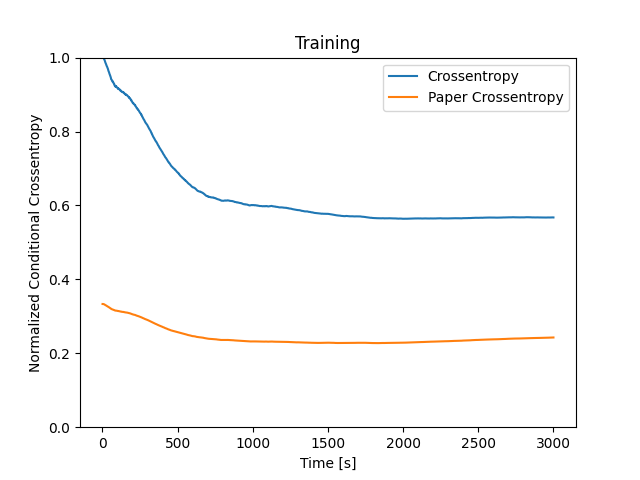 Training
Crossentropy
Paper Crossentropy
Normalized Conditional Crossentropy
1.0
0.8
0.6
0.4
0.2
0.0
0
500
1000
1500
2000
2500
3000
Time [s]